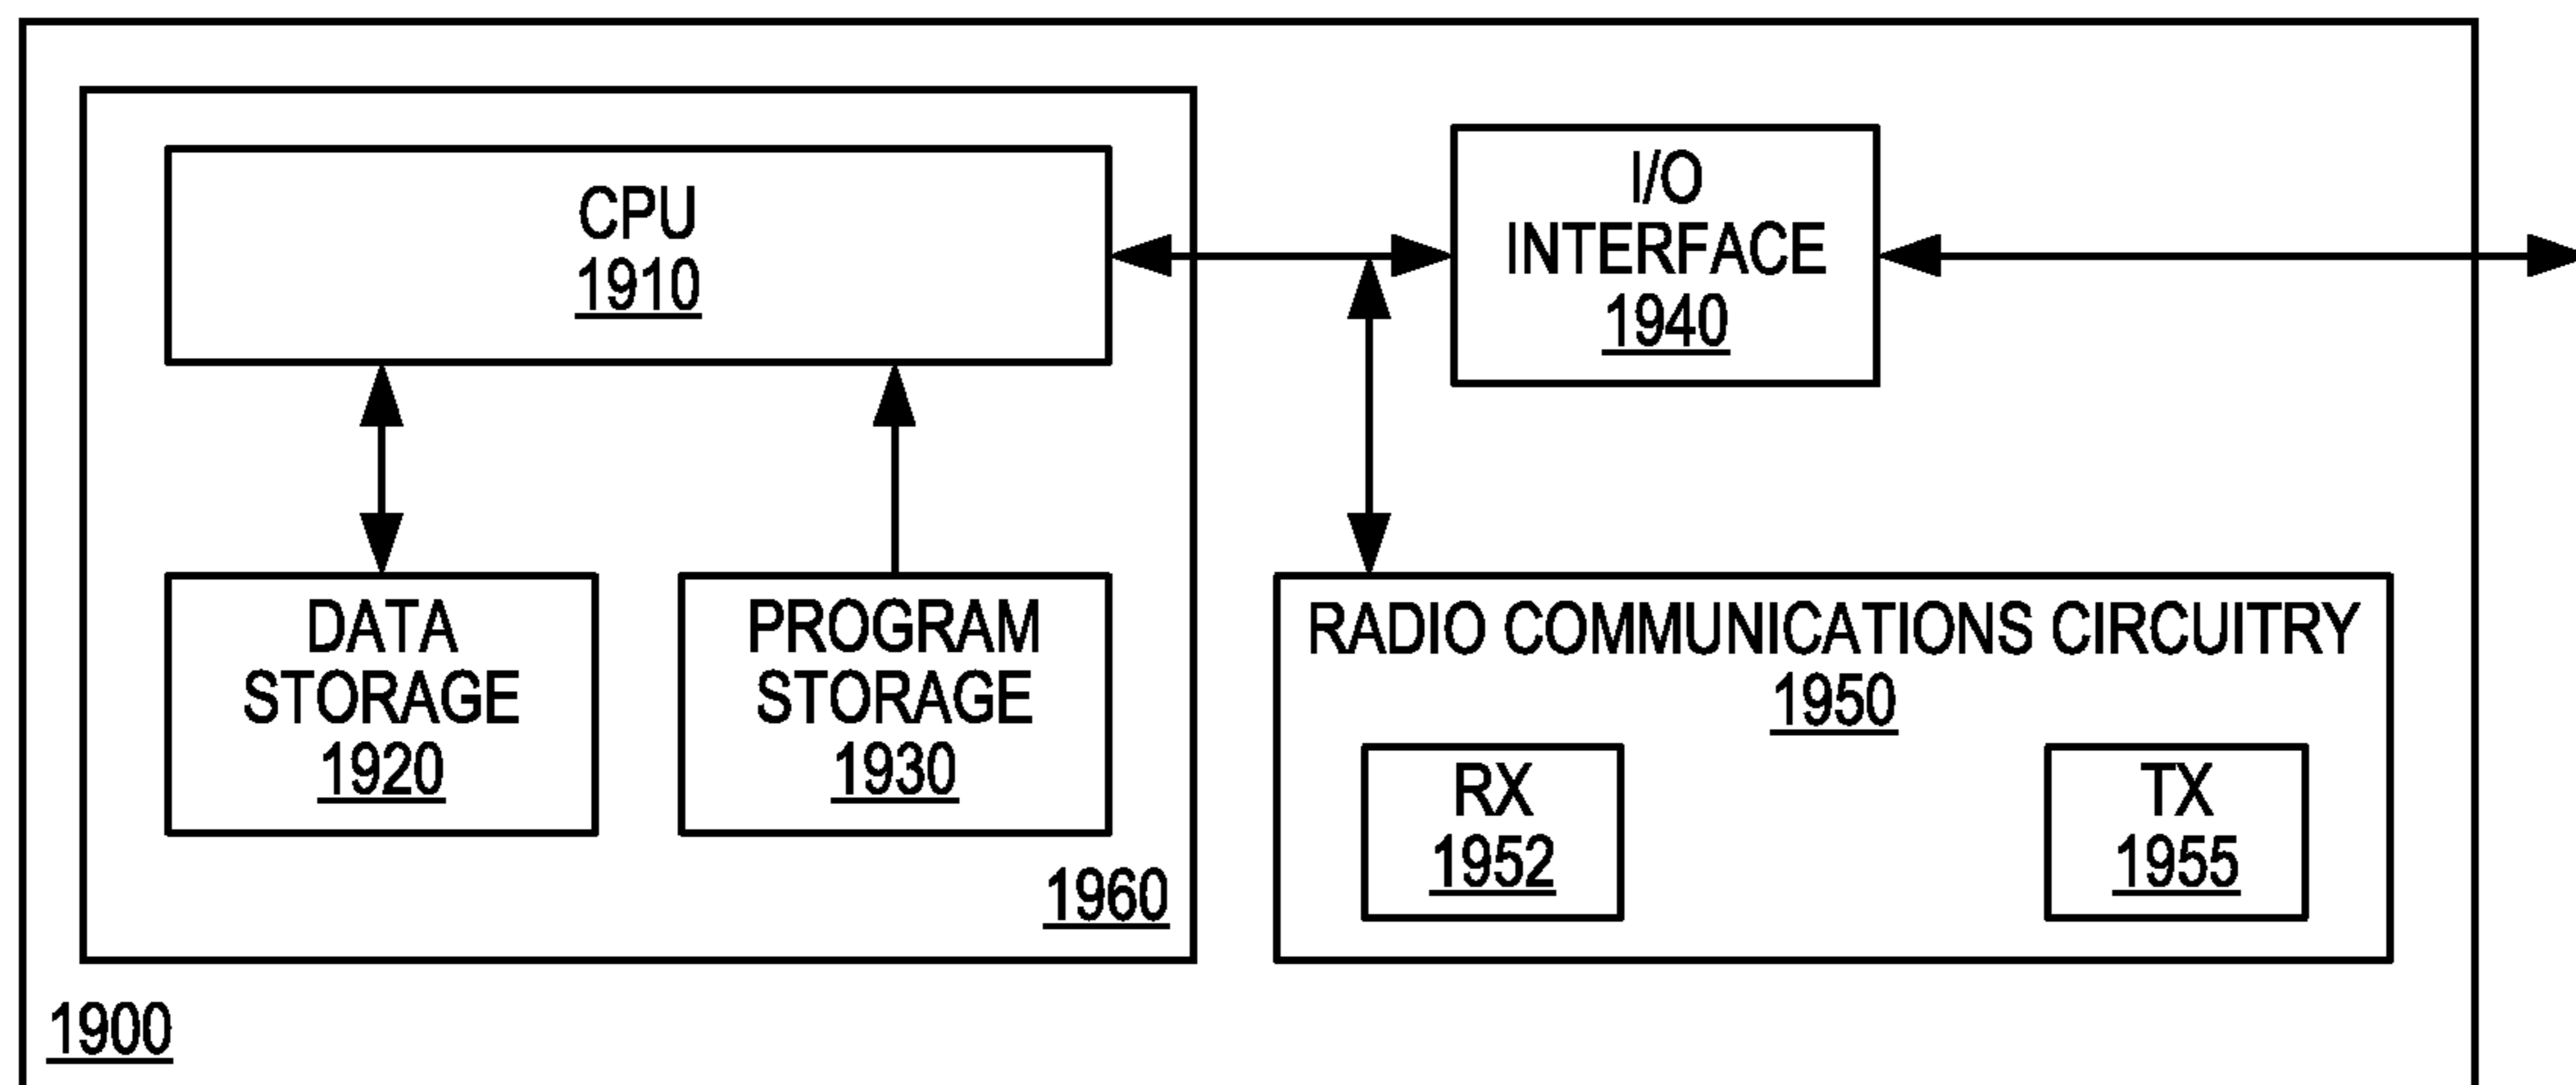 CPU
1910
I/O
INTERFACE
1940
DATA
STORAGE
1920
PROGRAM
STORAGE
1930
RADIO COMMUNICATIONS CIRCUITRY
1950
RX
1952
TX
1955
1960
1900